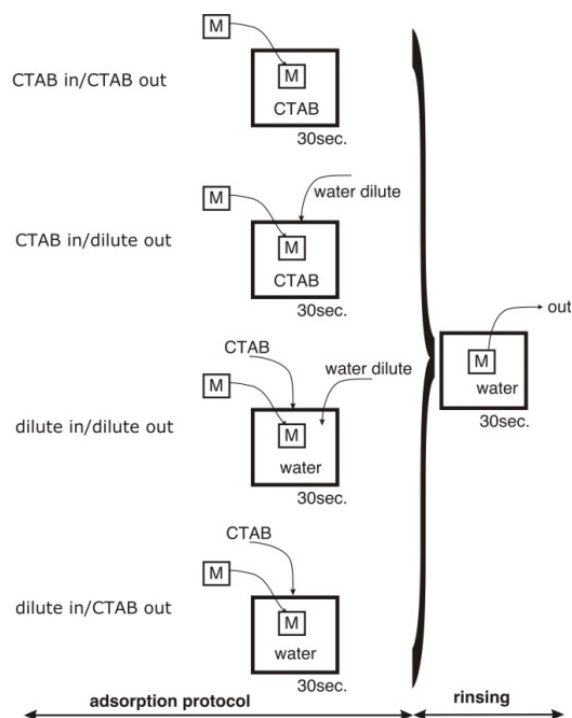 M
CTAB in/CTAB out
M
CTAB
30sec.
M
water dilute
CTAB in/dilute out
M
CTAB
30sec.
CTAB
water dilute
M
dilute in/dilute out
M
water
30sec.
CTAB
M
dilute in/CTAB out
M
water
30sec.
out
M
water
30sec.
adsorption protocol
rinsing